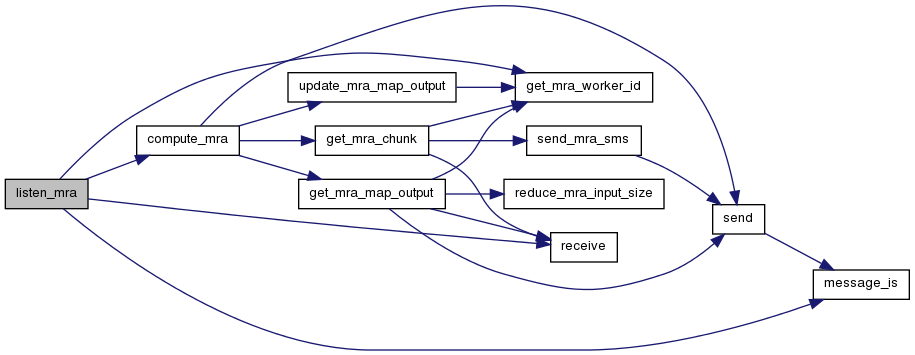 listen_mra
compute_mra
update_mra_map_output
get_mra_chunk
get_mra_map_output
get_mra_worker_id
send_mra_sms
reduce_mra_input_size
receive
send
message_is